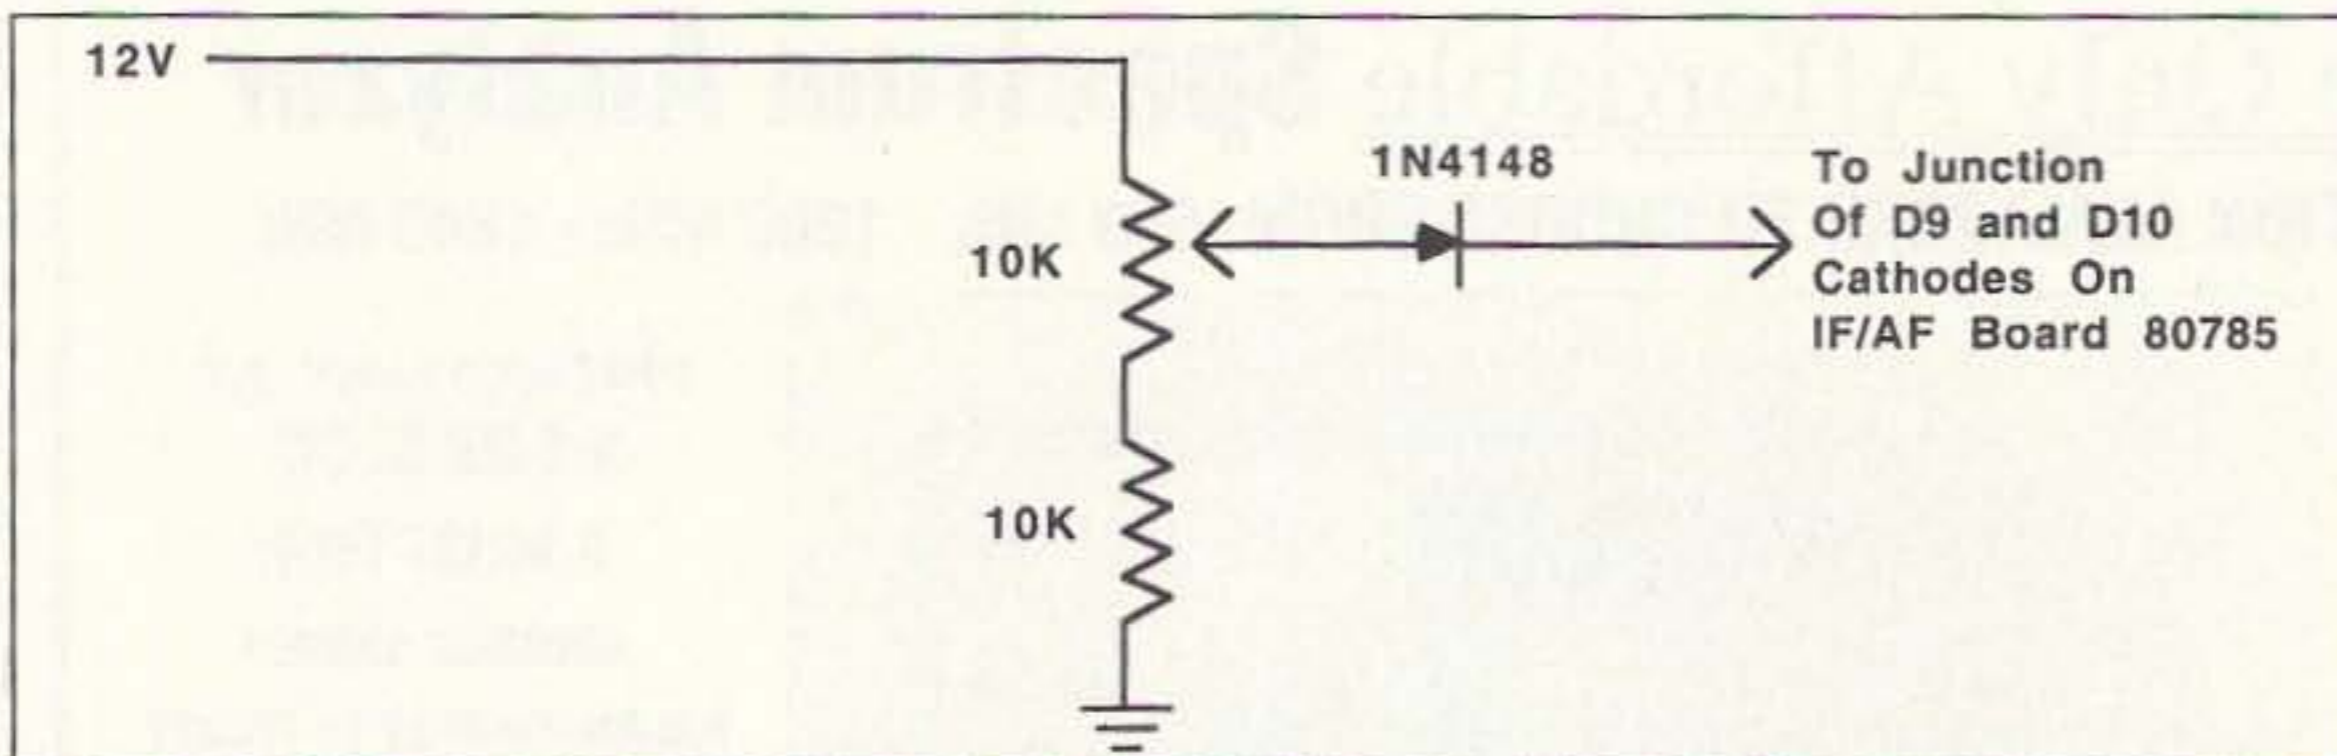 12V
1N4148
To Junction
Of D9 and D10
Cathodes On
IF/AF Board 80785
10K
10K